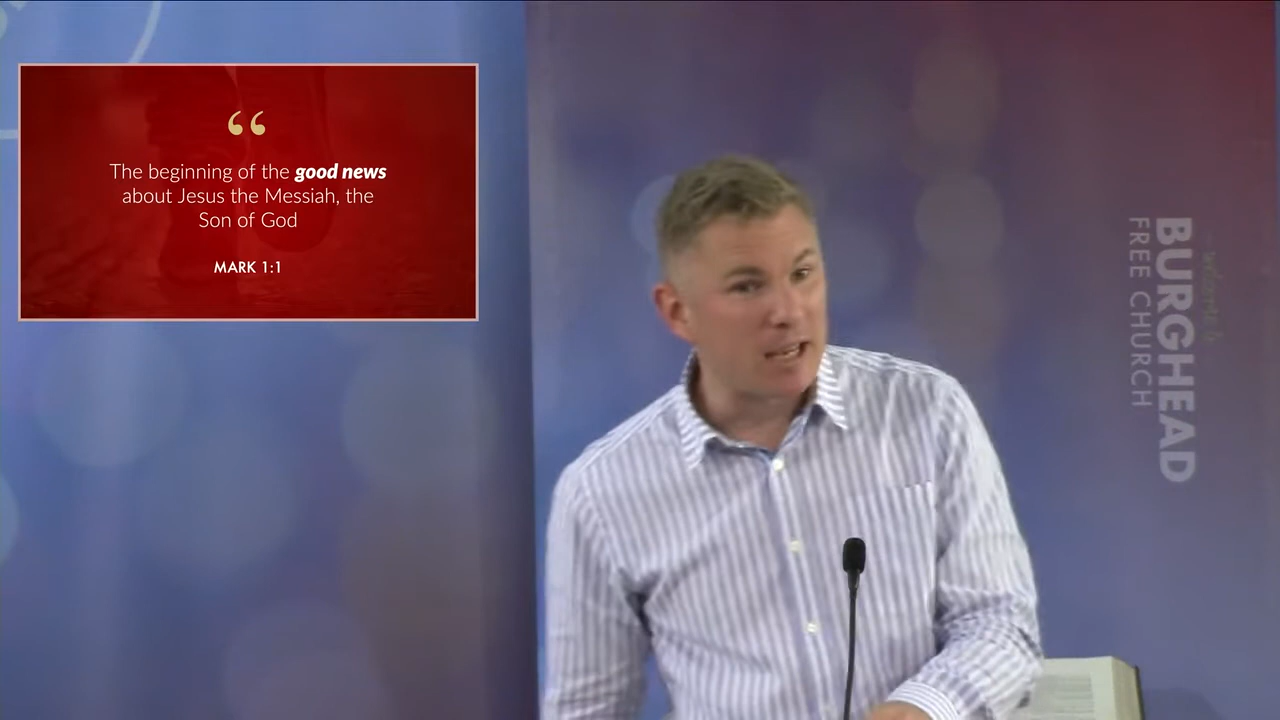 “
The beginning of the good news
about Jesus the Messiah, the
Son of God
MARK 1:1
BURGHEAD
FREE CHURCH